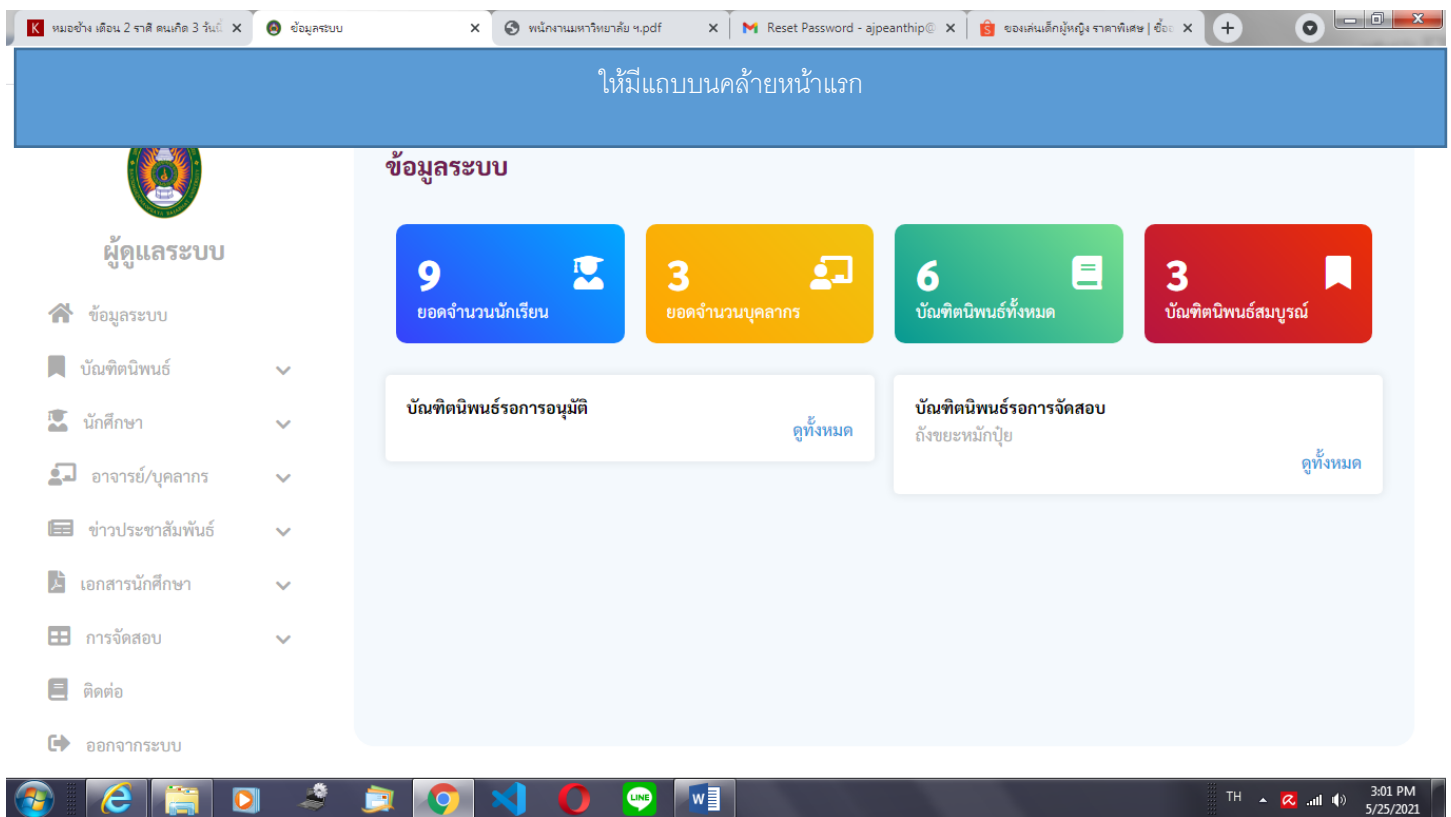 หมอช้าง เตือน 2 ราศี คนเกิด 3 วันนี้
ข้อมูลระบบ
พนักงานมหาวิทยาลัย ฯ.pdf
Reset Password - ajpeanthip@
ของเล่นเด็กผู้หญิง ราคาพิเศษ | ซื้อ
ให้มีแถบบนคล้ายหน้าแรก
ข้อมูลระบบ
ผู้ดูแลระบบ
ข้อมูลระบบ
บัณฑิตนิพนธ์
นักศึกษา
อาจารย์/บุคลากร
ข่าวประชาสัมพันธ์
เอกสารนักศึกษา
การจัดสอบ
ติดต่อ
ออกจากระบบ
9
ยอดจำนวนนักเรียน
3
ยอดจำนวนบุคลากร
6
บัณฑิตนิพนธ์ทั้งหมด
3
บัณฑิตนิพนธ์สมบูรณ์
บัณฑิตนิพนธ์รอการอนุมัติ
ดูทั้งหมด
บัณฑิตนิพนธ์รอการจัดสอบ
ถังขยะหมักปุ๋ย
ดูทั้งหมด
LINE
TH
3:01 PM
5/25/2021